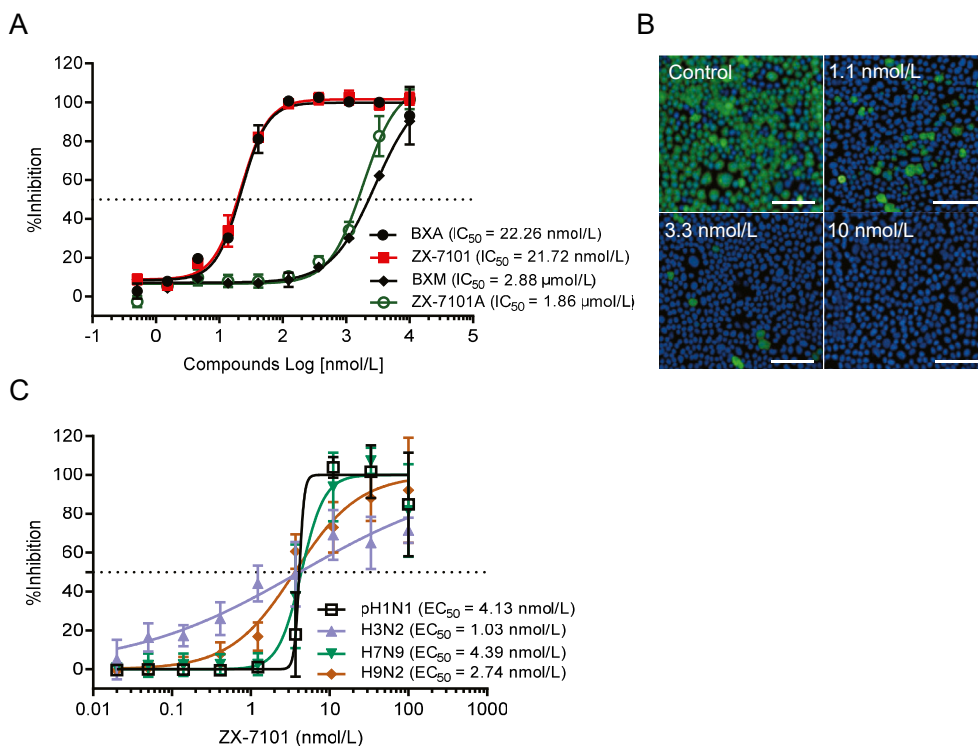 A
120
100
80
60
40
20
0
%Inhibition
-1 0 1 2 3 4 5
Compounds Log [nmol/L]
BXA (IC50 = 22.26 nmol/L)
ZX-7101 (IC50 = 21.72 nmol/L)
BXM (IC50 = 2.88 µmol/L)
ZX-7101A (IC50 = 1.86 µmol/L)
B
Control
1.1 nmol/L
3.3 nmol/L
10 nmol/L
C
120
100
80
60
40
20
0
%Inhibition
0.01 0.1 1 10 100 1000
ZX-7101 (nmol/L)
pH1N1 (EC50 = 4.13 nmol/L)
H3N2 (EC50 = 1.03 nmol/L)
H7N9 (EC50 = 4.39 nmol/L)
H9N2 (EC50 = 2.74 nmol/L)